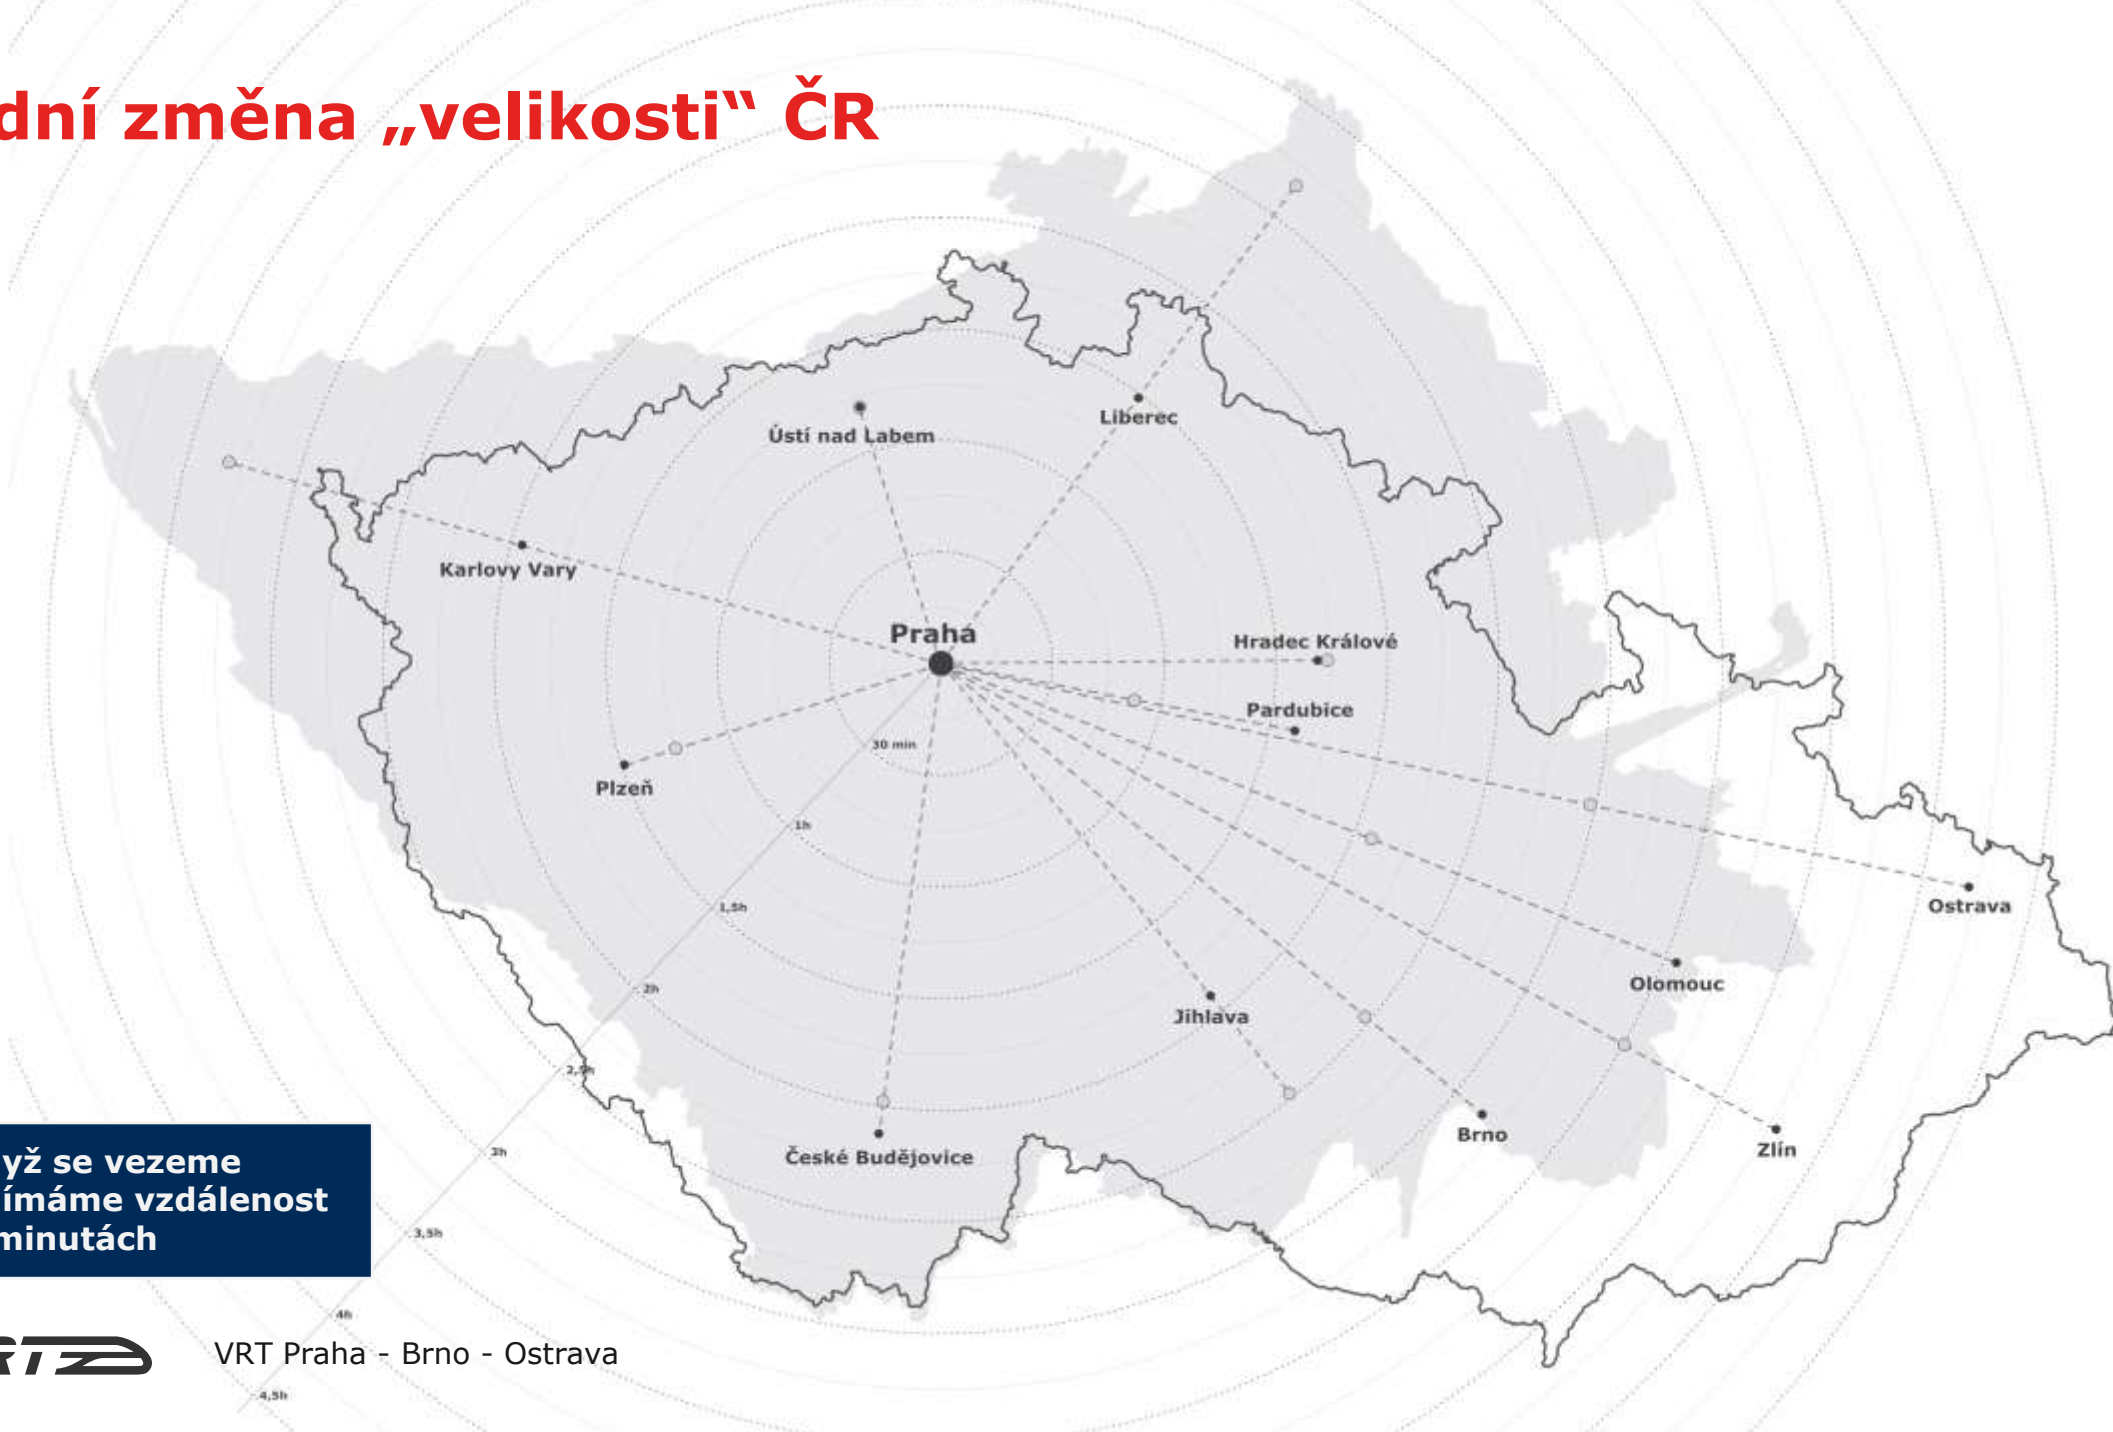 dní změna „velikosti“ ČR
Ústí nad Labem
Liberec
Karlovy Vary
Praha
Hradec Králové
Pardubice
30 min
Plzeň
1h
1,5h
Ostrava
2h
Olomouc
Jihlava
2,5h
Brno
Zlín
České Budějovice
3h
3,5h
4h
4,5h
yž se vezeme
ímáme vzdálenost
minutách
RT
VRT Praha - Brno - Ostrava